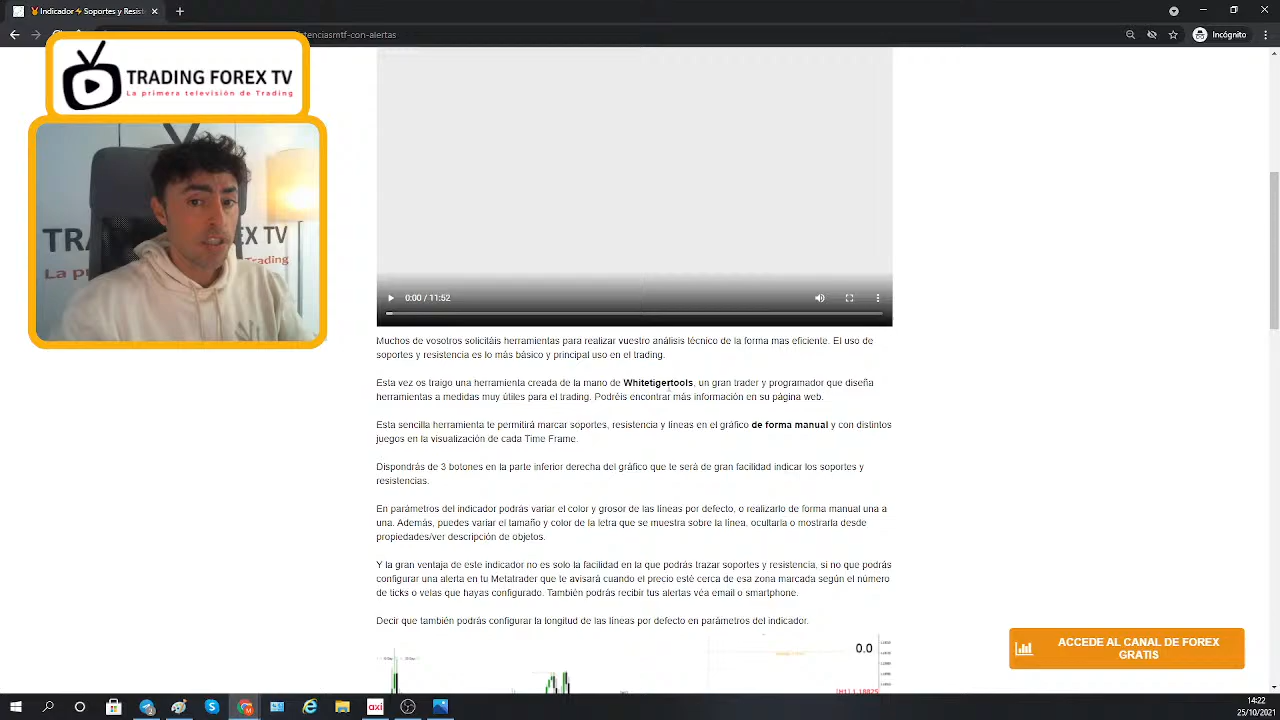 Indicador⚡Soportes y Resist
tenciasmtf-con-alertas
Incógnito
TRADING FOREX TV
La primera televisión de Trading
0:00 / 11:52
Muchos de vosotros solicitáis herramientas para realizar vuestro análisis técnico de la forma mas eficiente. El uso de
soportes y resistencia es lo más básico y principal uso en el trading.
Esta vez os traigo una herramienta creada de la mano de Whitetigertools, un gran trader y programador que diseña
herramientas a medidas muy útiles para el trading. Podréis encontrar más información en su página web.
Esta sencilla herramienta te permitirá marcar soportes, resistencia y líneas en el gráfico de forma manual y con distintos
juegos en la visualización de cada Time Frame.
Dispondrás de 3 botones en la parte inferior derecha del gráfico que te será de gran facilidad indicar los soportes y
resistencias.
En parámetros del indicador podrás variar el color y grosor de las líneas por defecto, o realizarlo de forma manual una a
una. Además, puedes variar el tamaño y color de la letra que se muestra sobre la línea, ocultarla o mostrarla desde
propiedades/ver descripción de objetos.
Y la gran ventaja de este indicador no es solo la facilidad en la que podrás trazar soportes y resistencia, si no que podrás
configurar una alerta en tu Metatrader que te avisará cuando el precio esté cerca de esa zona marcada según el número
de ticks o velas que hayas configurado. También podrás recibir tus alertas véa email o smartphone.
Decir que también podrás configurar la longitud de las líneas por defecto en parámetros del indicador.
0.0
[H1] 1.18825
ACCEDE AL CANAL DE FOREX
GRATIS
axi
14:22
25/10/2021